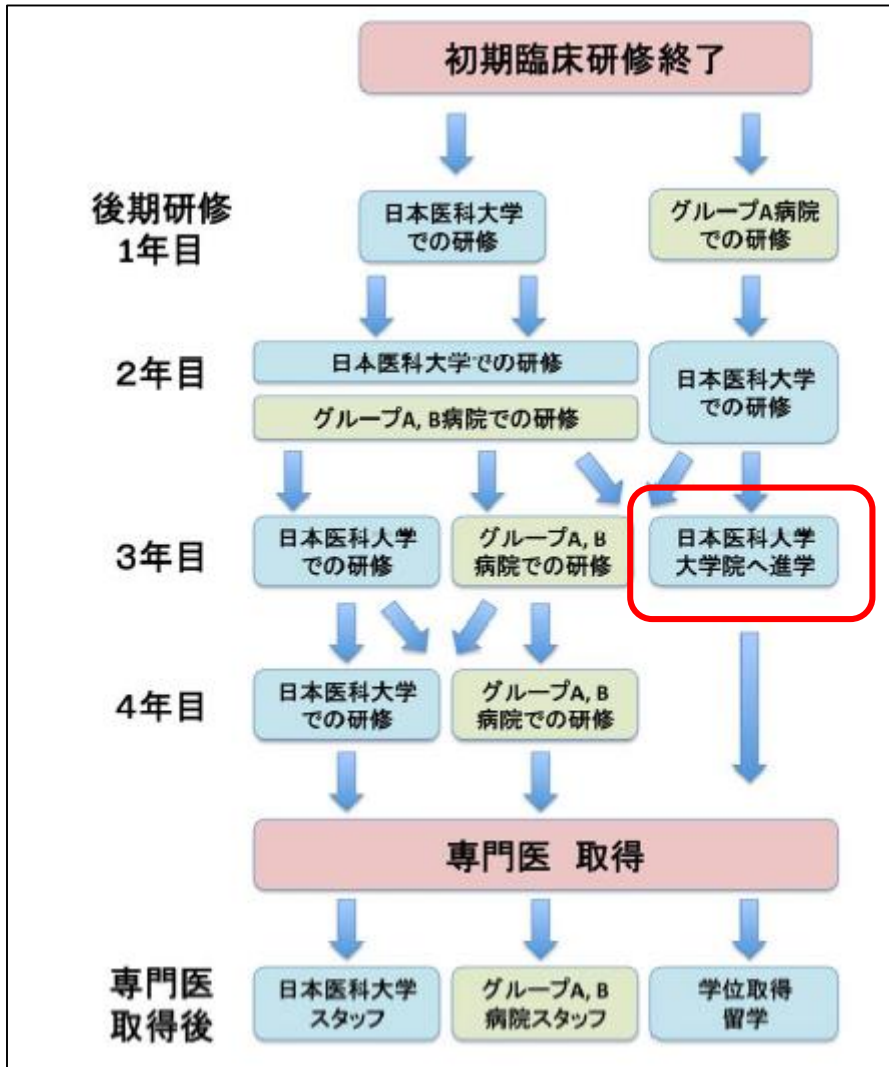 初期臨床研修終了
後期研修
1年目
日本医科大学
での研修
グループA病院
での研修
2年目
日本医科大学での研修
グループA, B病院での研修
日本医科大学
での研修
3年目
日本医科人学
での研修
グループA, B
病院での研修
日本医科人学
大学院へ進学
4年目
日本医科大学
での研修
グループA, B
病院での研修
専門医 取得
専門医
取得後
日本医科大学
スタッフ
グループA, B
病院スタッフ
学位取得
留学